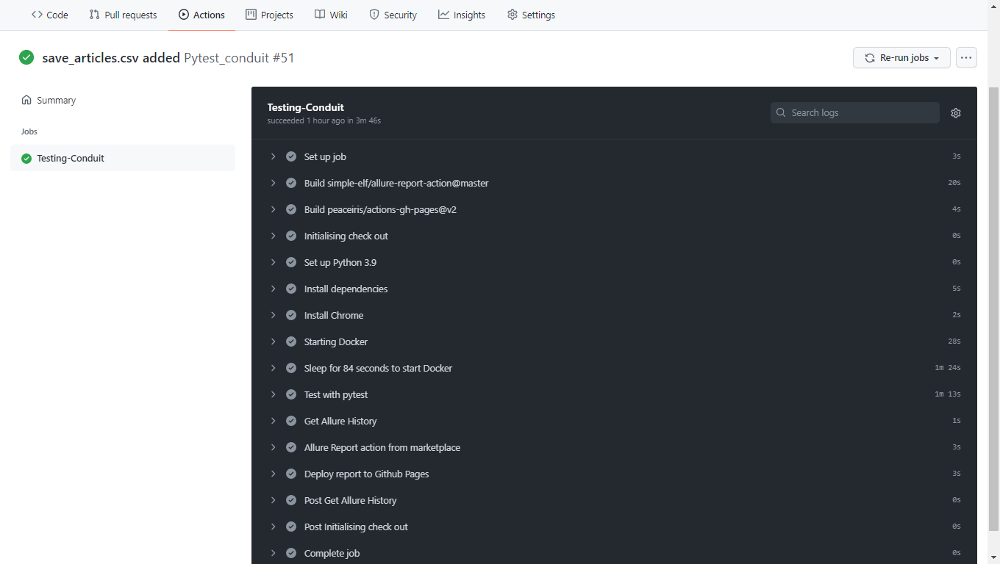 Code Pull requests Actions Projects Wiki Security Insights Settings
save_articles.csv added Pytest_conduit #51
Re-run jobs
Summary
Jobs
Testing-Conduit
Testing-Conduit
succeeded 1 hour ago in 3m 46s
Search logs
Set up job 3s
Build simple-elf/allure-report-action@master 20s
Build peaceiris/actions-gh-pages@v2 4s
Initialising check out 0s
Set up Python 3.9 0s
Install dependencies 5s
Install Chrome 2s
Starting Docker 28s
Sleep for 84 seconds to start Docker 1m 24s
Test with pytest 1m 13s
Get Allure History 1s
Allure Report action from marketplace 3s
Deploy report to Github Pages 3s
Post Get Allure History 0s
Post Initialising check out 0s
Complete job 0s